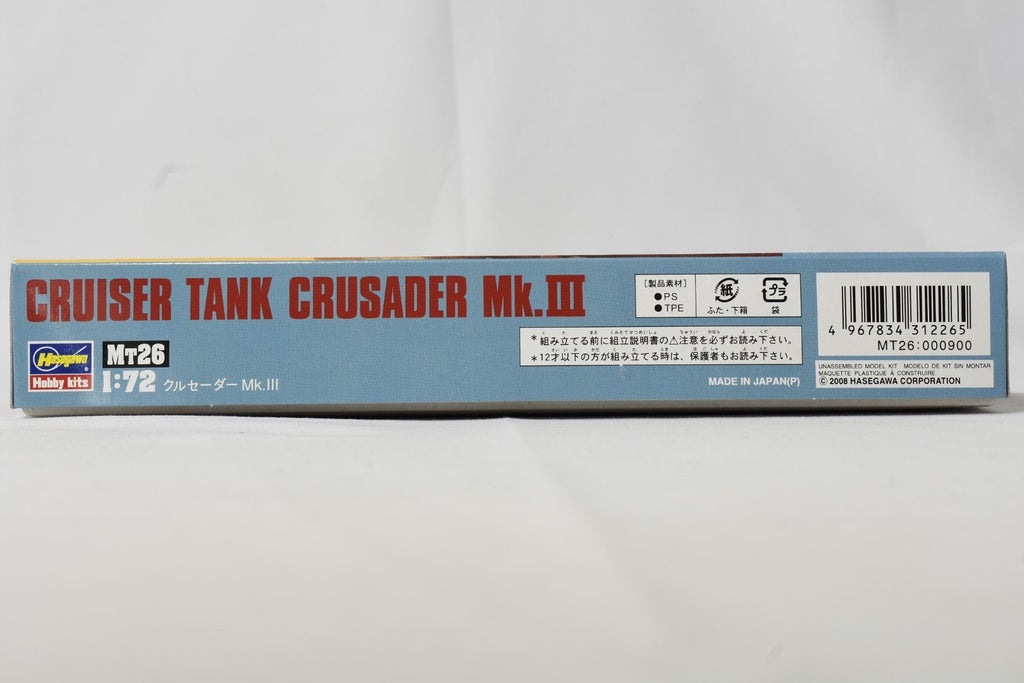 CRUISER TANK CRUSADER Mk.III
Hasegawa
Hobby kits
MT26
1:72 クルセーダー Mk.III
[製品素材]
●PS
●TPE
紙
ふた・下箱
プラ
袋
＊組み立てる前に組立説明書の⚠注意を必ずお読み下さい。
＊12才以下の方が組み立てる時は、保護者もお読み下さい。
MADE IN JAPAN(P)
4 967834 312265
MT26:000900
UNASSEMBLED MODEL KIT MODELO DE KIT SIN MONTAR
MAQUETTE PLASTIQUE À CONSTRUIRE
© 2008 HASEGAWA CORPORATION